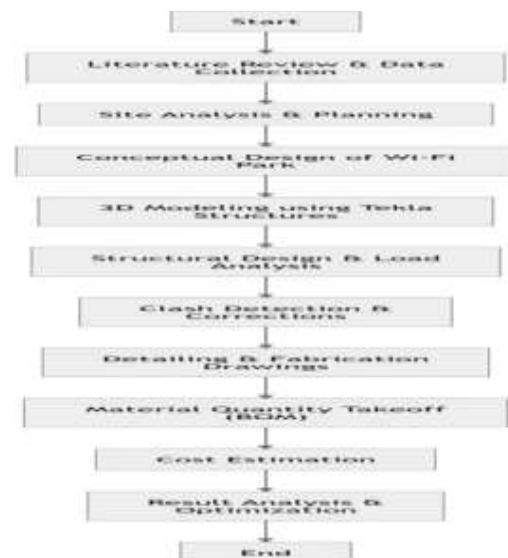 Start
Literature Review & Data
Collection
Site Analysis & Planning
Conceptual Design of Wi-Fi
Park
3D Modeling using Tekla
Structures
Structural Design & Load
Analysis
Clash Detection &
Corrections
Detailing & Fabrication
Drawings
Material Quantity Takeoff
(BOM)
Cost Estimation
Result Analysis &
Optimization
End